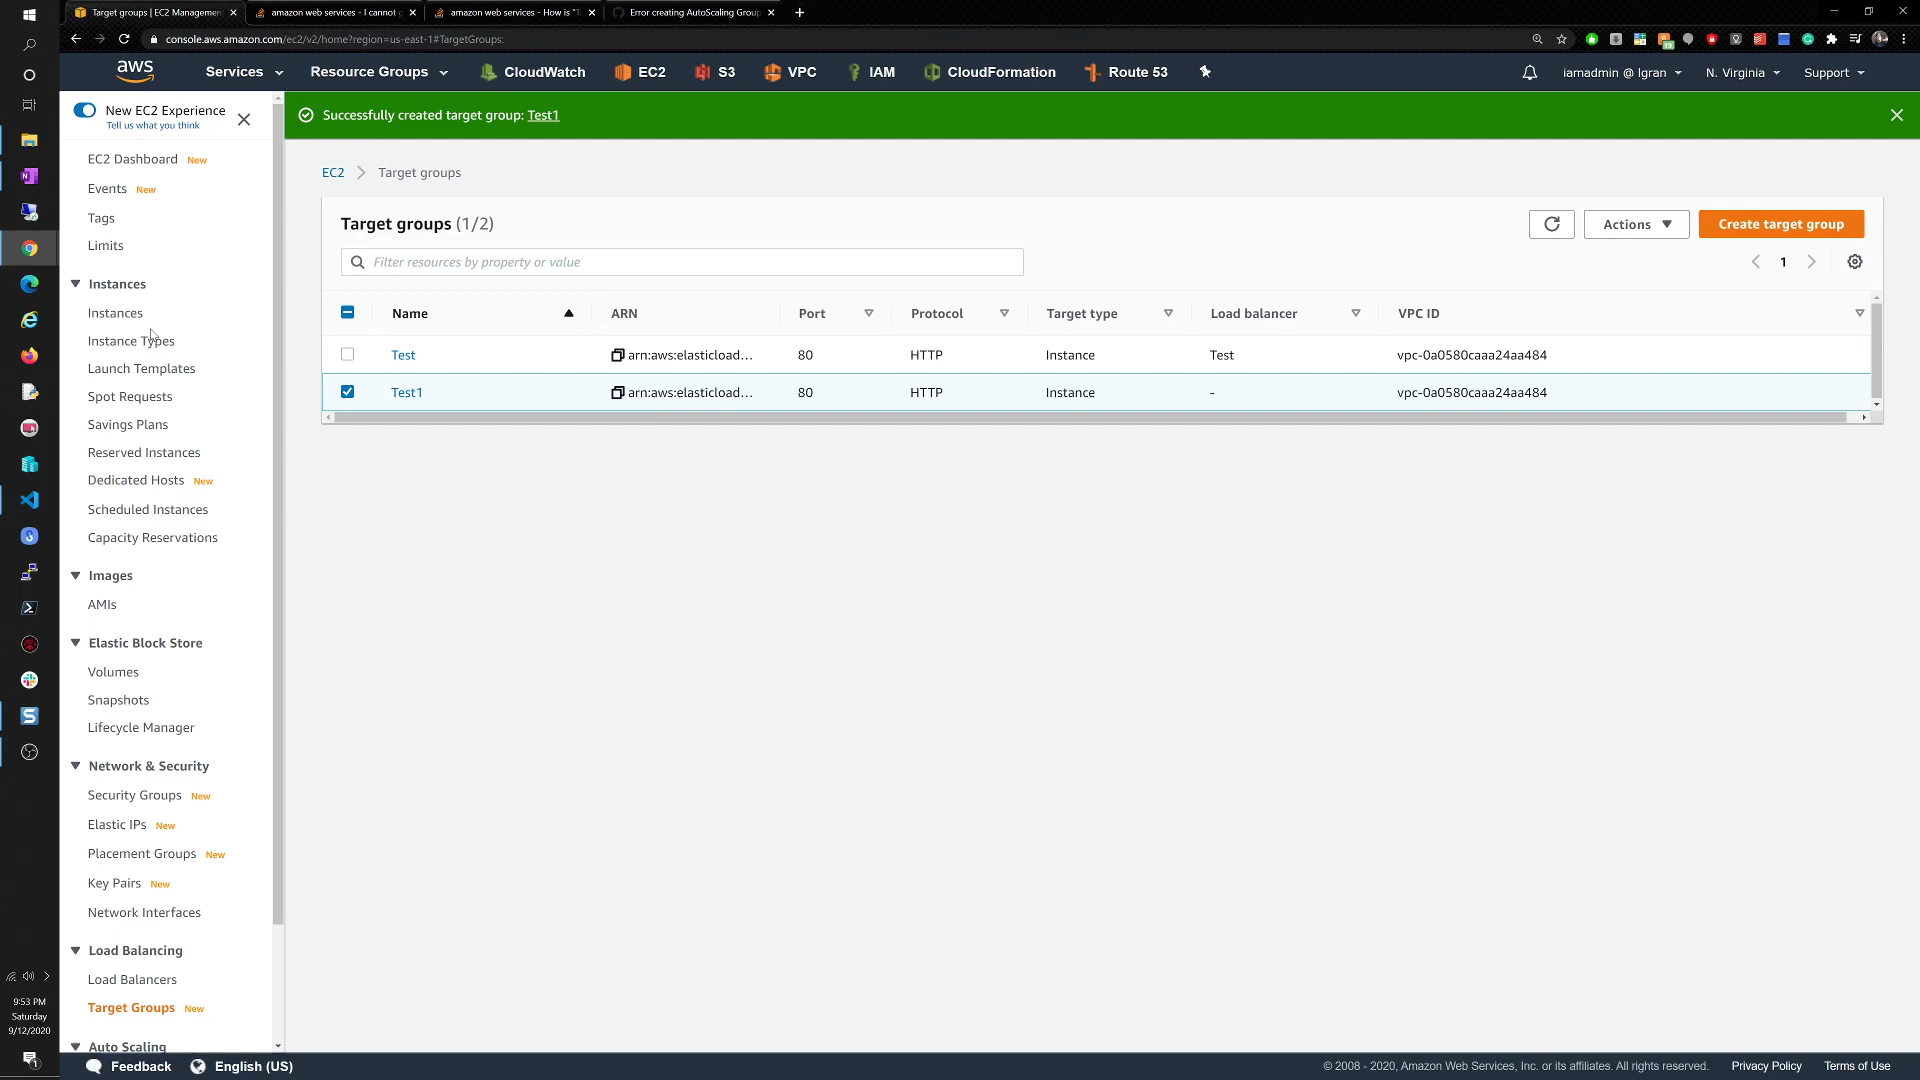 Target groups | EC2 Managemen
amazon web services - I cannot g
amazon web services - How is "T
Error creating AutoScaling Group
console.aws.amazon.com/ec2/v2/home?region=us-east-1#TargetGroups:
aws
Services
Resource Groups
CloudWatch
EC2
S3
VPC
IAM
CloudFormation
Route 53
iamadmin @ Igran
N. Virginia
Support
New EC2 Experience
Tell us what you think
Successfully created target group: Test1
EC2 Dashboard New
Events New
Tags
Limits
Instances
Instances
Instance Types
Launch Templates
Spot Requests
Savings Plans
Reserved Instances
Dedicated Hosts New
Scheduled Instances
Capacity Reservations
Images
AMIs
Elastic Block Store
Volumes
Snapshots
Lifecycle Manager
Network & Security
Security Groups New
Elastic IPs New
Placement Groups New
Key Pairs New
Network Interfaces
Load Balancing
Load Balancers
Target Groups New
Auto Scaling
EC2 > Target groups
Target groups (1/2)
Actions
Create target group
Filter resources by property or value
1
Name ARN Port Protocol Target type Load balancer VPC ID
Test arn:aws:elasticload... 80 HTTP Instance Test vpc-0a0580caaa24aa484
Test1 arn:aws:elasticload... 80 HTTP Instance - vpc-0a0580caaa24aa484
9:53 PM
Saturday
9/12/2020
Feedback
English (US)
© 2008 - 2020, Amazon Web Services, Inc. or its affiliates. All rights reserved.
Privacy Policy
Terms of Use